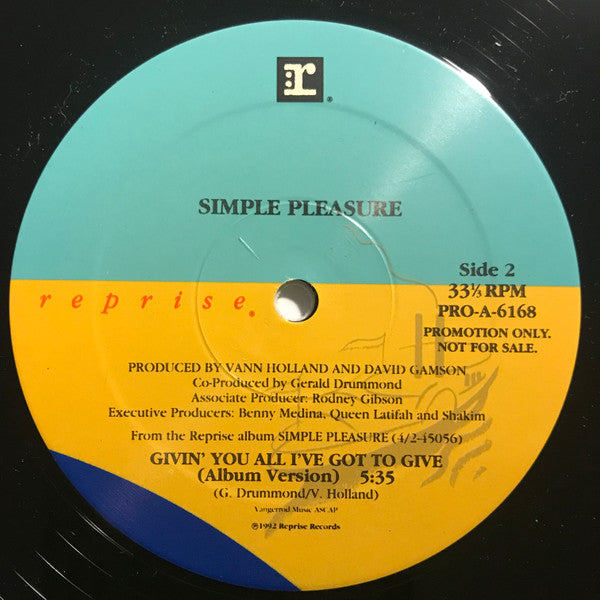 :r
®
SIMPLE PLEASURE
Side 2
33⅓ RPM
reprise®
PRO-A-6168
PROMOTION ONLY.
NOT FOR SALE.
PRODUCED BY VANN HOLLAND AND DAVID GAMSON
Co-Produced by Gerald Drummond
Associate Producer: Rodney Gibson
Executive Producers: Benny Medina, Queen Latifah and Shakim
From the Reprise album SIMPLE PLEASURE (4/2-45056)
GIVIN' YOU ALL I'VE GOT TO GIVE
(Album Version) 5:35
(G. Drummond/V. Holland)
Vangerrod Music ASCAP
℗1992 Reprise Records